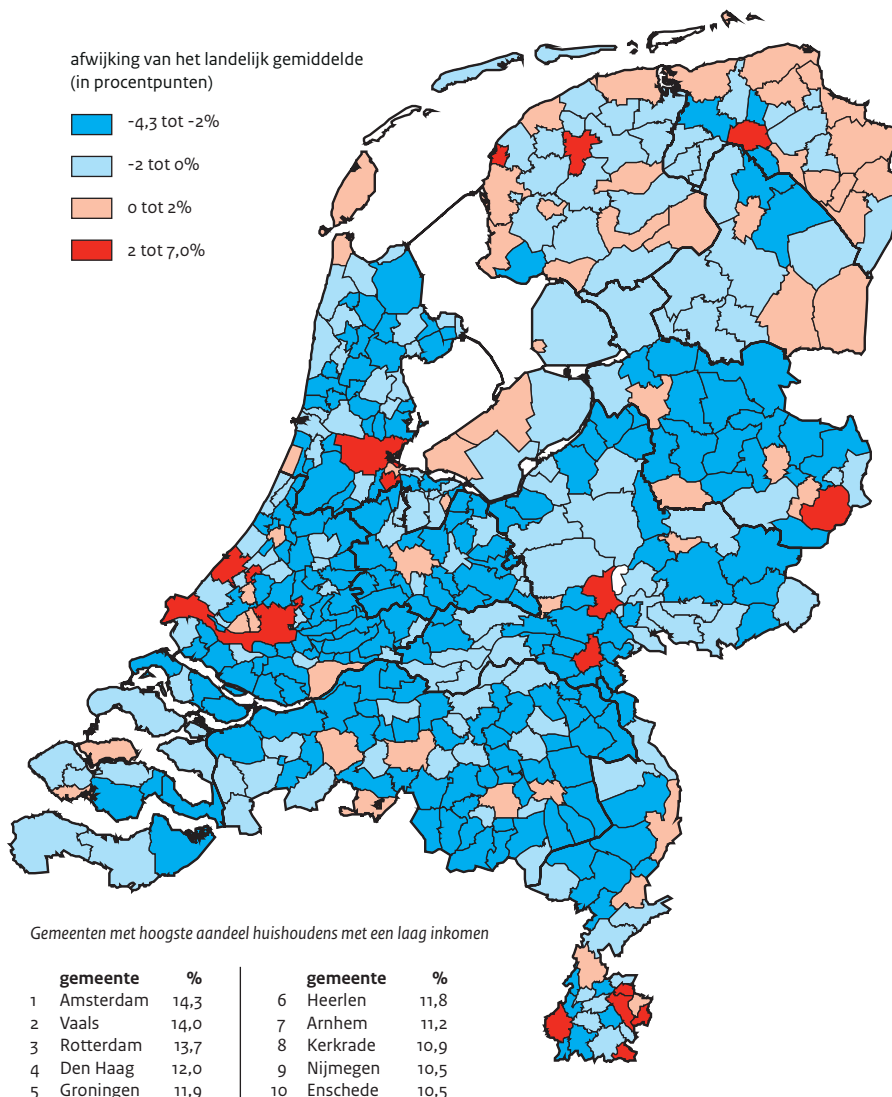 afwijking van het landelijk gemiddelde
(in procentpunten)
-4,3 tot -2%
-2 tot 0%
0 tot 2%
2 tot 7,0%
Gemeenten met hoogste aandeel huishoudens met een laag inkomen
gemeente %
1 Amsterdam 14,3
2 Vaals 14,0
3 Rotterdam 13,7
4 Den Haag 12,0
5 Groningen 11,9
gemeente %
6 Heerlen 11,8
7 Arnhem 11,2
8 Kerkrade 10,9
9 Nijmegen 10,5
10 Enschede 10,5